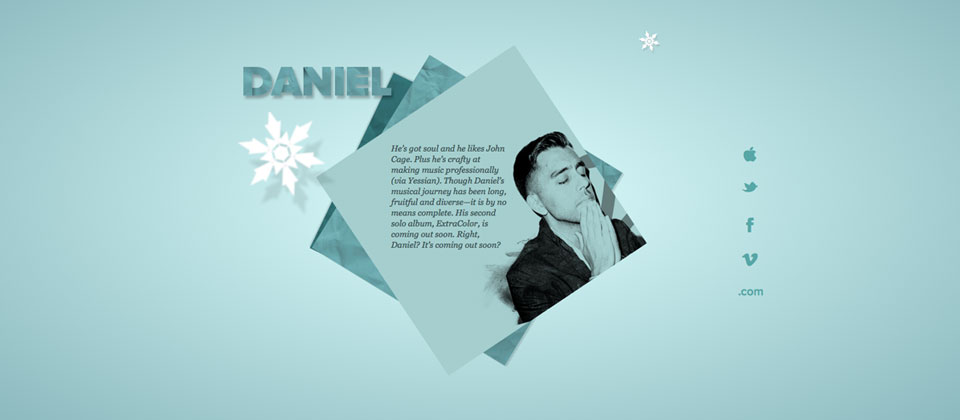 DANIEL
He's got soul and he likes John
Cage. Plus he's crafty at
making music professionally
(via Yessian). Though Daniel's
musical journey has been long,
fruitful and diverse—it is by no
means complete. His second
solo album, ExtraColor, is
coming out soon. Right,
Daniel? It's coming out soon?
.com